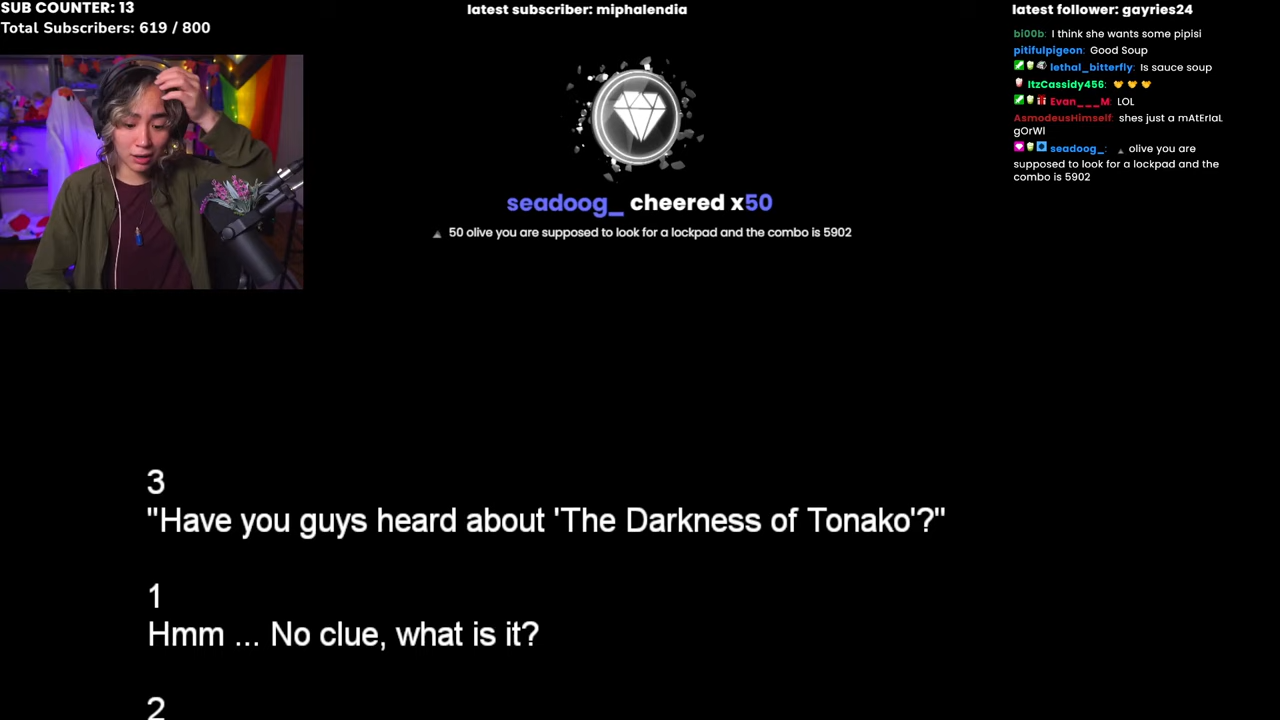 SUB COUNTER: 13
Total Subscribers: 619 / 800
latest subscriber: miphalendia
latest follower: gayries24
bi00b: I think she wants some pipisi
pitifulpigeon: Good Soup
lethal_bitterfly: Is sauce soup
ItzCassidy456:
Evan___M: LOL
AsmodeusHimself: shes just a mAtErIaL
gOrWl
seadoog_: olive you are
supposed to look for a lockpad and the
combo is 5902
seadoog_ cheered x50
50 olive you are supposed to look for a lockpad and the combo is 5902
3
"Have you guys heard about 'The Darkness of Tonako'?"
1
Hmm ... No clue, what is it?
2